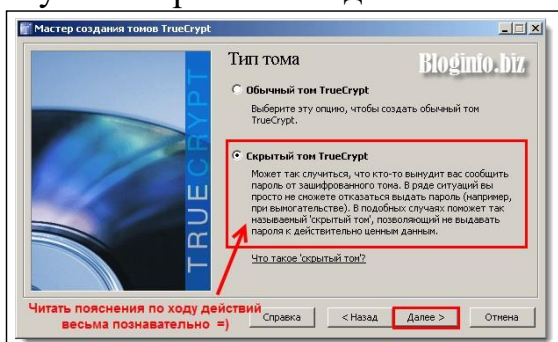 Мастер создания томов TrueCrypt
TRUECRYPT
Тип тома
Bloginfo.biz
Обычный том TrueCrypt
Выберите эту опцию, чтобы создать обычный том
TrueCrypt.
Скрытый том TrueCrypt
Может так случиться, что кто-то вынудит вас сообщить
пароль от зашифрованного тома. В ряде ситуаций вы
просто не сможете отказаться выдать пароль (например,
при вымогательстве). В подобных случаях поможет так
называемый 'скрытый том', позволяющий не выдавать
пароля к действительно ценным данным.
Что такое 'скрытый том'?
Читать пояснения по ходу действий
весьма познавательно =)
Справка
< Назад
Далее >
Отмена